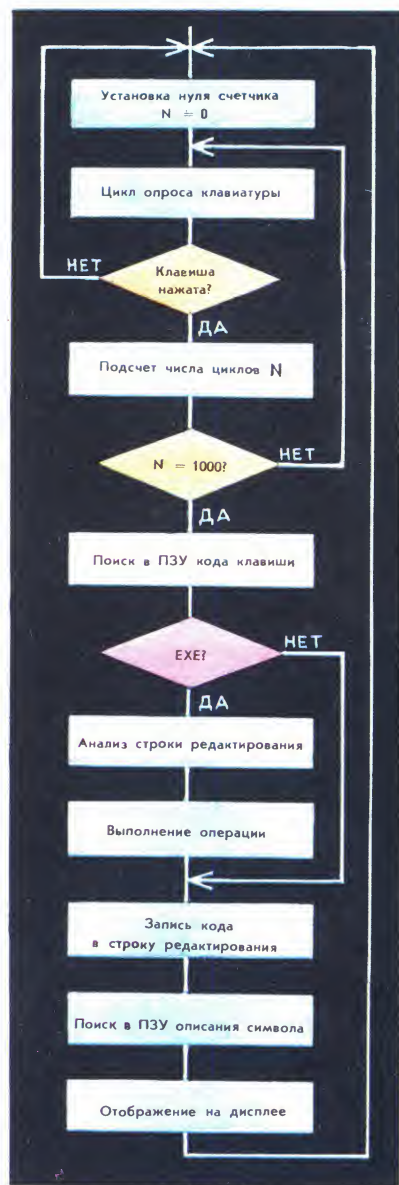 Установка нуля счетчика
N = 0
Цикл опроса клавиатуры
НЕТ
Клавиша
нажата?
ДА
Подсчет числа циклов N
N = 1000?
НЕТ
ДА
Поиск в ПЗУ кода клавиши
EXE?
НЕТ
ДА
Анализ строки редактирования
Выполнение операции
Запись кода
в строку редактирования
Поиск в ПЗУ описания символа
Отображение на дисплее